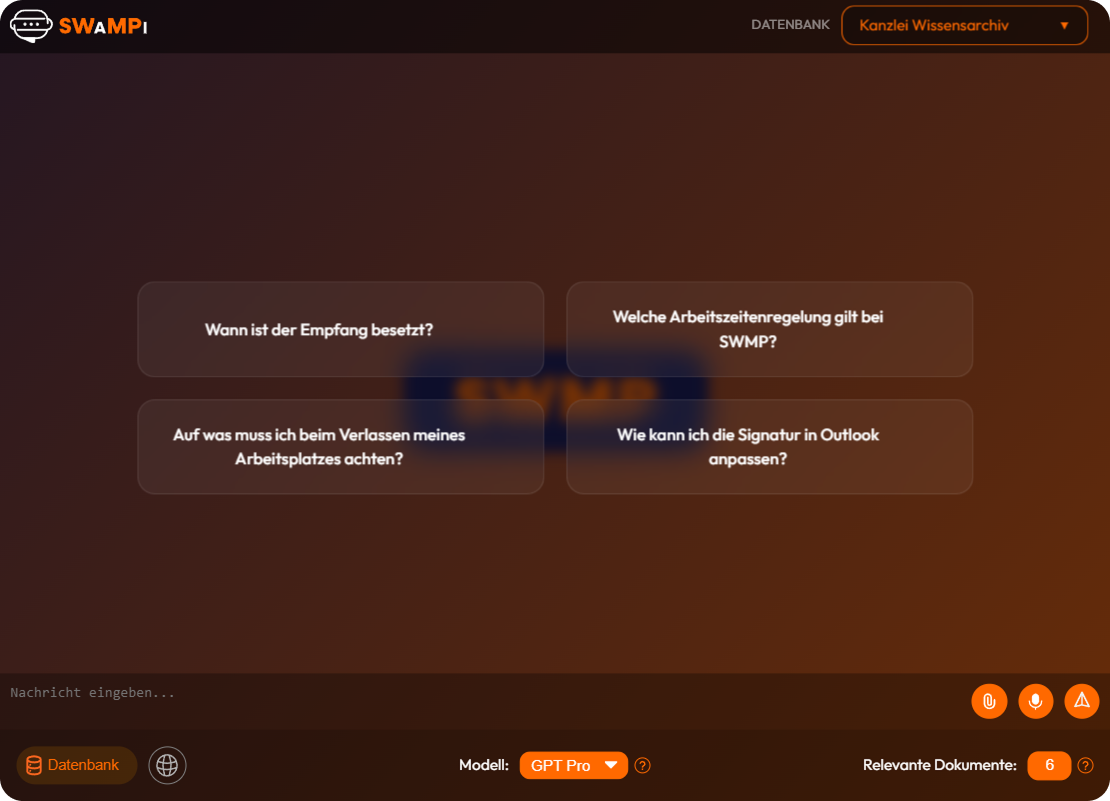 SWAMPI
DATENBANK
Kanzlei Wissensarchiv
Wann ist der Empfang besetzt?
Welche Arbeitszeitenregelung gilt bei
SWMP?
SWMP
Auf was muss ich beim Verlassen meines
Arbeitsplatzes achten?
Wie kann ich die Signatur in Outlook
anpassen?
Nachricht eingeben...
Datenbank
Modell:
GPT Pro
?
Relevante Dokumente:
6
?